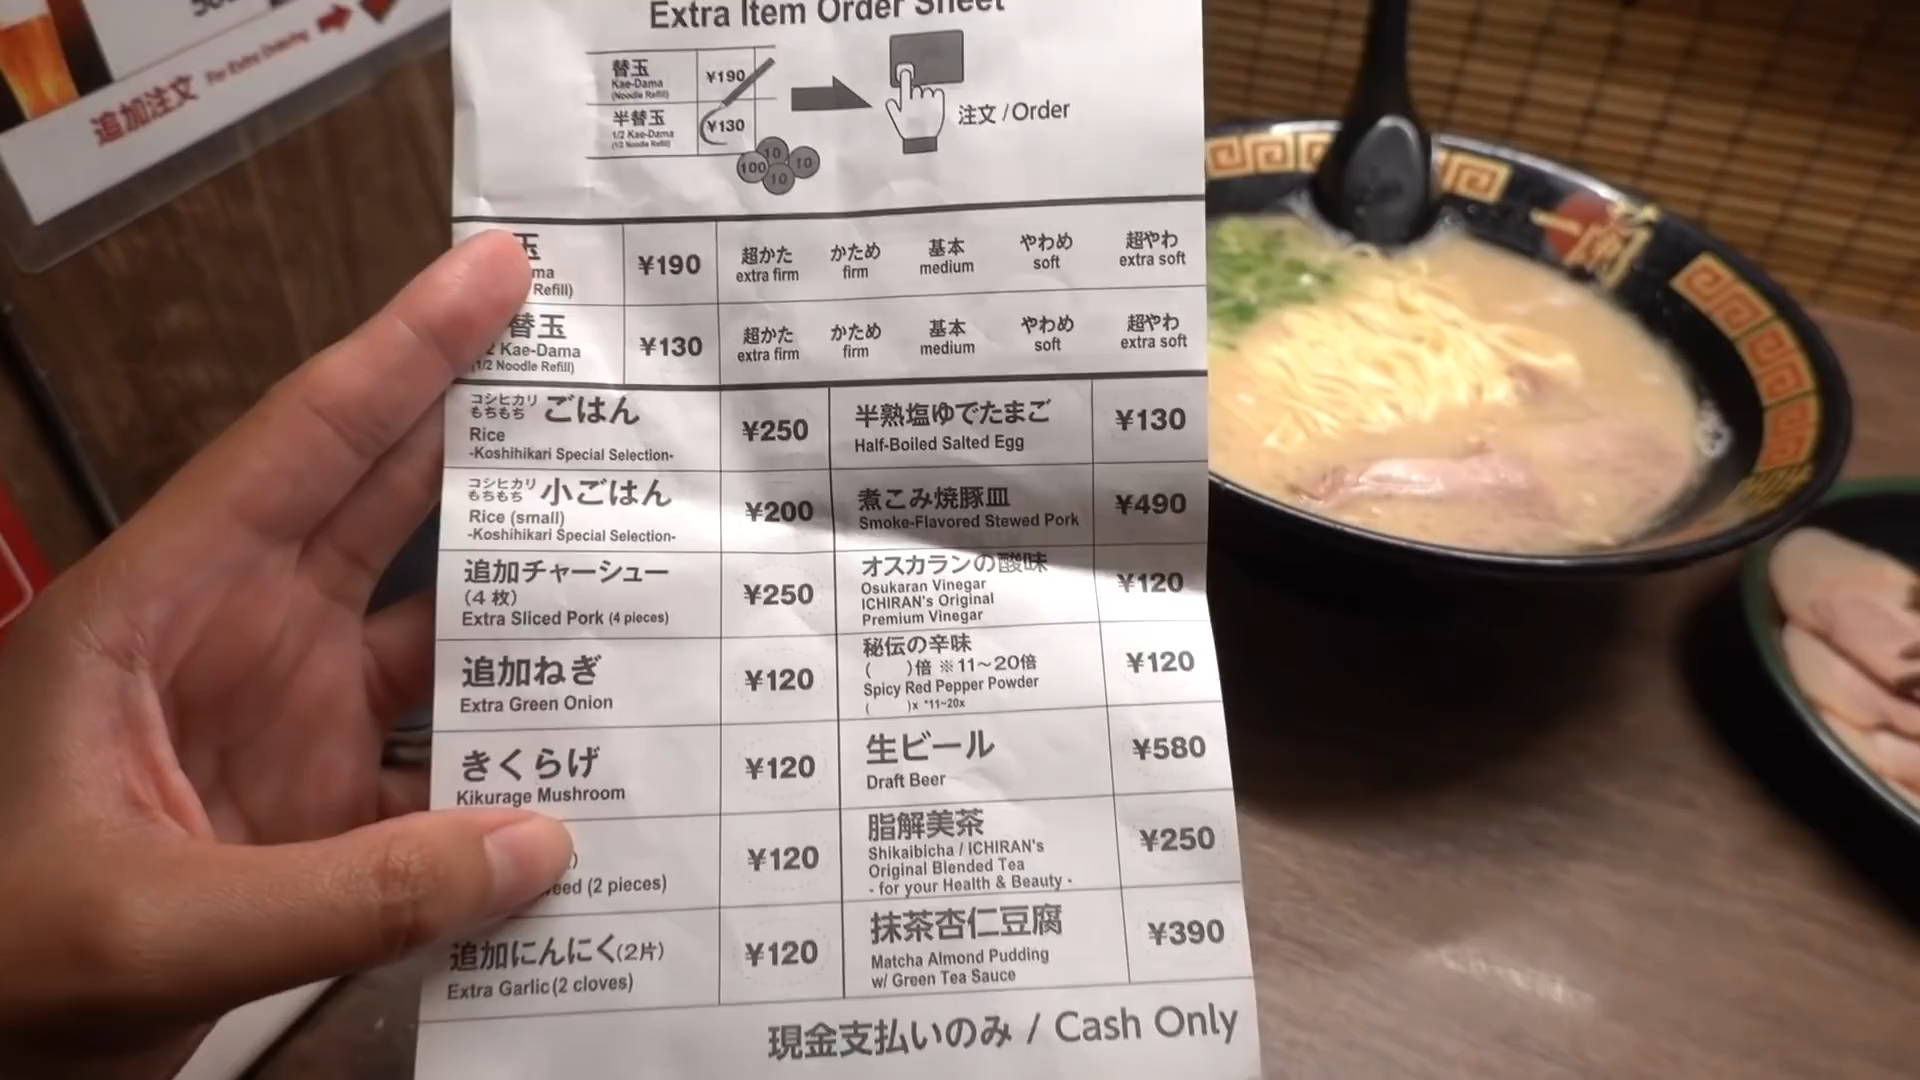 追加注文 For Extra Ordering
Extra Item Order Sheet
替玉
Kae-Dama
(Noodle Refill)
¥190
半替玉
1/2 Kae-Dama
(1/2 Noodle Refill)
¥130
10
100
10
10
注文 / Order
玉
Refill)
¥190
超かた
extra firm
かため
firm
基本
medium
やわめ
soft
超やわ
extra soft
替玉
Kae-Dama
(1/2 Noodle Refill)
¥130
超かた
extra firm
かため
firm
基本
medium
やわめ
soft
超やわ
extra soft
コシヒカリ
もちもち
ごはん
Rice
-Koshihikari Special Selection-
¥250
半熟塩ゆでたまご
Half-Boiled Salted Egg
¥130
コシヒカリ
もちもち
小ごはん
Rice (small)
-Koshihikari Special Selection-
¥200
煮こみ焼豚皿
Smoke-Flavored Stewed Pork
¥490
追加チャーシュー
(4 枚)
Extra Sliced Pork (4 pieces)
¥250
オスカランの酸味
Osukaran Vinegar
ICHIRAN's Original
Premium Vinegar
¥120
追加ねぎ
Extra Green Onion
¥120
秘伝の辛味
( )倍 ※11～20倍
Spicy Red Pepper Powder
( )x *11~20x
¥120
きくらげ
Kikurage Mushroom
¥120
生ビール
Draft Beer
¥580
(2 pieces)
¥120
脂解美茶
Shikaibicha / ICHIRAN's
Original Blended Tea
- for your Health & Beauty -
¥250
追加にんにく(2片)
Extra Garlic (2 cloves)
¥120
抹茶杏仁豆腐
Matcha Almond Pudding
w/ Green Tea Sauce
¥390
現金支払いのみ / Cash Only
一蘭